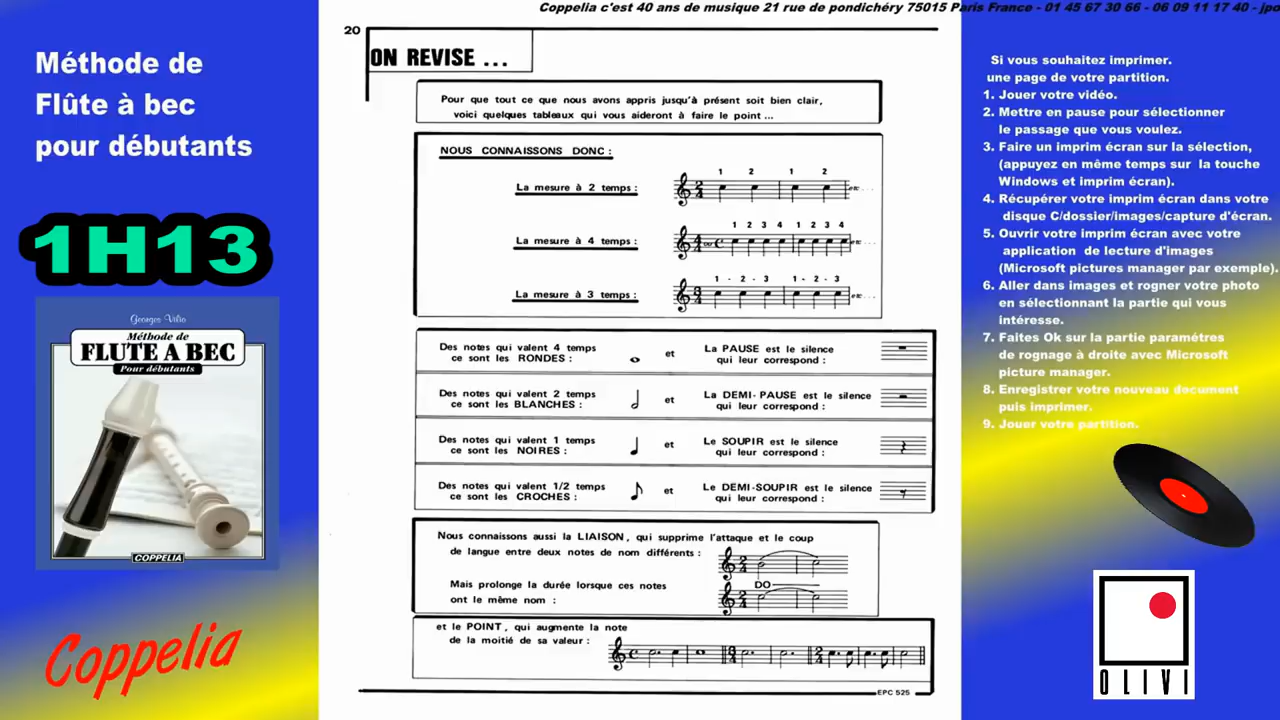 Coppelia c'est 40 ans de musique 21 rue de pondichéry 75015 Paris France - 01 45 67 30 66 - 06 09 11 17 40 - jpo
Méthode de
Flûte à bec
pour débutants
1H13
Georges Vilio
Méthode de
FLUTE A BEC
Pour débutants
COPPELIA
Coppelia
20
ON REVISE ...
Pour que tout ce que nous avons appris jusqu'à présent soit bien clair,
voici quelques tableaux qui vous aideront à faire le point ...
NOUS CONNAISSONS DONC :
La mesure à 2 temps :
1 2 1 2
2 4
etc ...
La mesure à 4 temps :
1 2 3 4 1 2 3 4
4 4 ou C
etc ...
La mesure à 3 temps :
1 - 2 - 3 1 - 2 - 3
3 4
etc ...
Des notes qui valent 4 temps
ce sont les RONDES :
et
La PAUSE est le silence
qui leur correspond :
Des notes qui valent 2 temps
ce sont les BLANCHES :
et
La DEMI-PAUSE est le silence
qui leur correspond :
Des notes qui valent 1 temps
ce sont les NOIRES :
et
Le SOUPIR est le silence
qui leur correspond :
Des notes qui valent 1/2 temps
ce sont les CROCHES :
et
Le DEMI-SOUPIR est le silence
qui leur correspond :
Nous connaissons aussi la LIAISON, qui supprime l'attaque et le coup
de langue entre deux notes de nom différents :
Mais prolonge la durée lorsque ces notes
ont le même nom :
DO
et le POINT, qui augmente la note
de la moitié de sa valeur :
EPC 525
Si vous souhaitez imprimer.
une page de votre partition.
1. Jouer votre vidéo.
2. Mettre en pause pour sélectionner
le passage que vous voulez.
3. Faire un imprim écran sur la sélection,
(appuyez en même temps sur la touche
Windows et imprim écran).
4. Récupérer votre imprim écran dans votre
disque C/dossier/images/capture d'écran.
5. Ouvrir votre imprim écran avec votre
application de lecture d'images
(Microsoft pictures manager par exemple).
6. Aller dans images et rogner votre photo
en sélectionnant la partie qui vous
intéresse.
7. Faites Ok sur la partie paramétres
de rognage à droite avec Microsoft
picture manager.
8. Enregistrer votre nouveau document
puis imprimer.
9. Jouer votre partition.
OLIVI